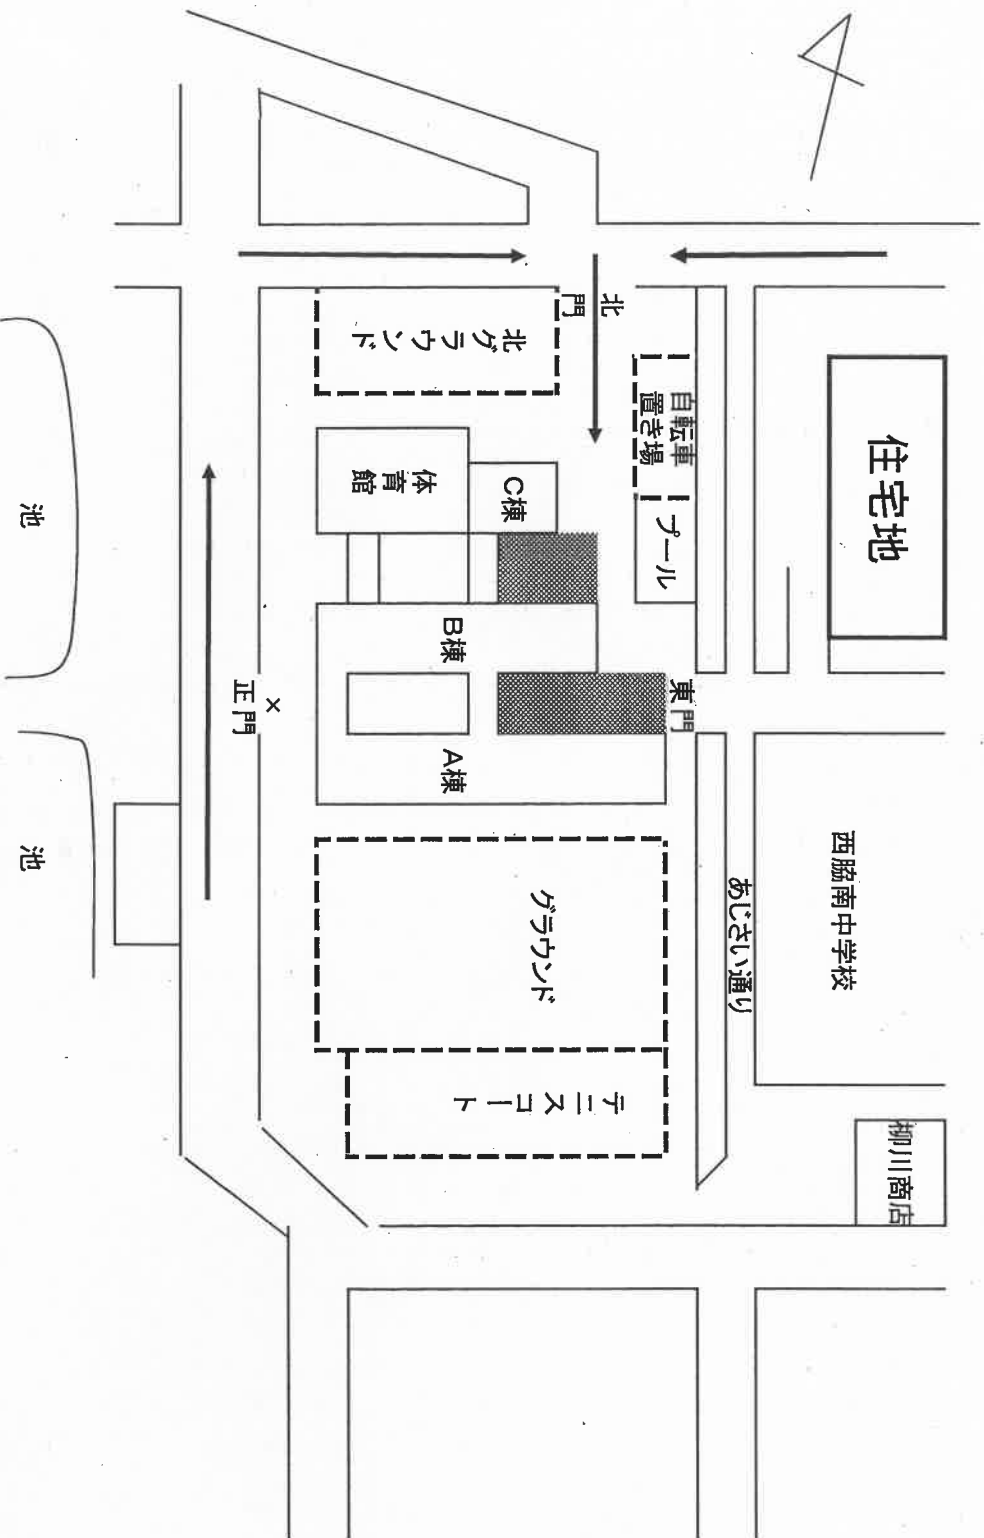 北門
北グラウンド
自転車
置き場
住宅地
体育館
C棟
プール
池
B棟
東門
×
正門
A棟
池
グラウンド
あじさい通り
西脇南中学校
テニスコート
柳川商店